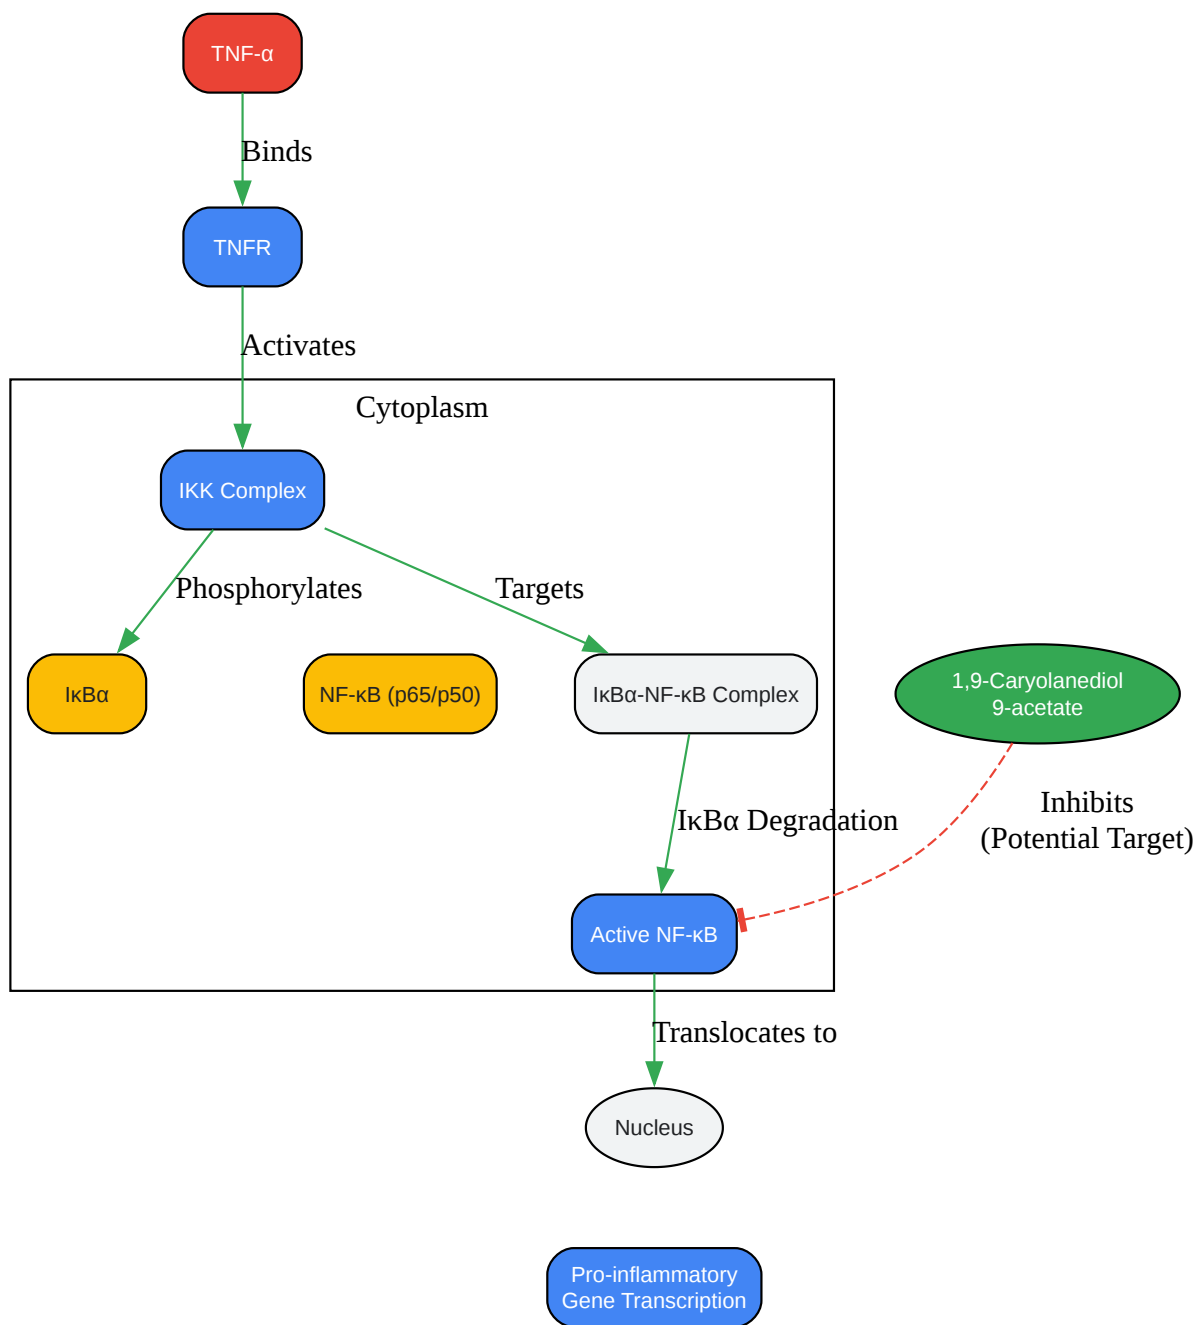 TNF-α
Binds
TNFR
Activates
Cytoplasm
IKK Complex
Phosphorylates
Targets
IκBα
NF-κB (p65/p50)
IκBα-NF-κB Complex
1,9-Caryolanediol
9-acetate
Inhibits
(Potential Target)
IκBα Degradation
Active NF-κB
Translocates to
Nucleus
Pro-inflammatory
Gene Transcription